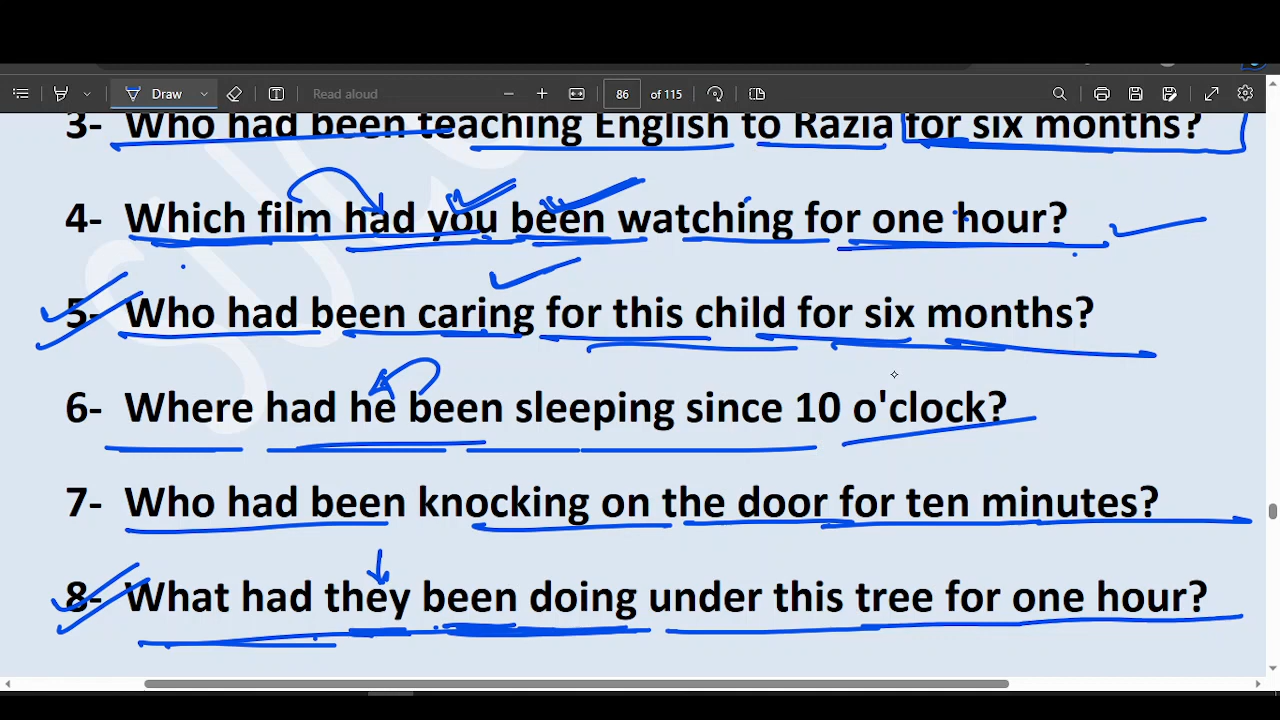 Draw
Read aloud
86 of 115
3- Who had been teaching English to Razia for six months?
4- Which film had you been watching for one hour?
5- Who had been caring for this child for six months?
6- Where had he been sleeping since 10 o'clock?
7- Who had been knocking on the door for ten minutes?
8- What had they been doing under this tree for one hour?